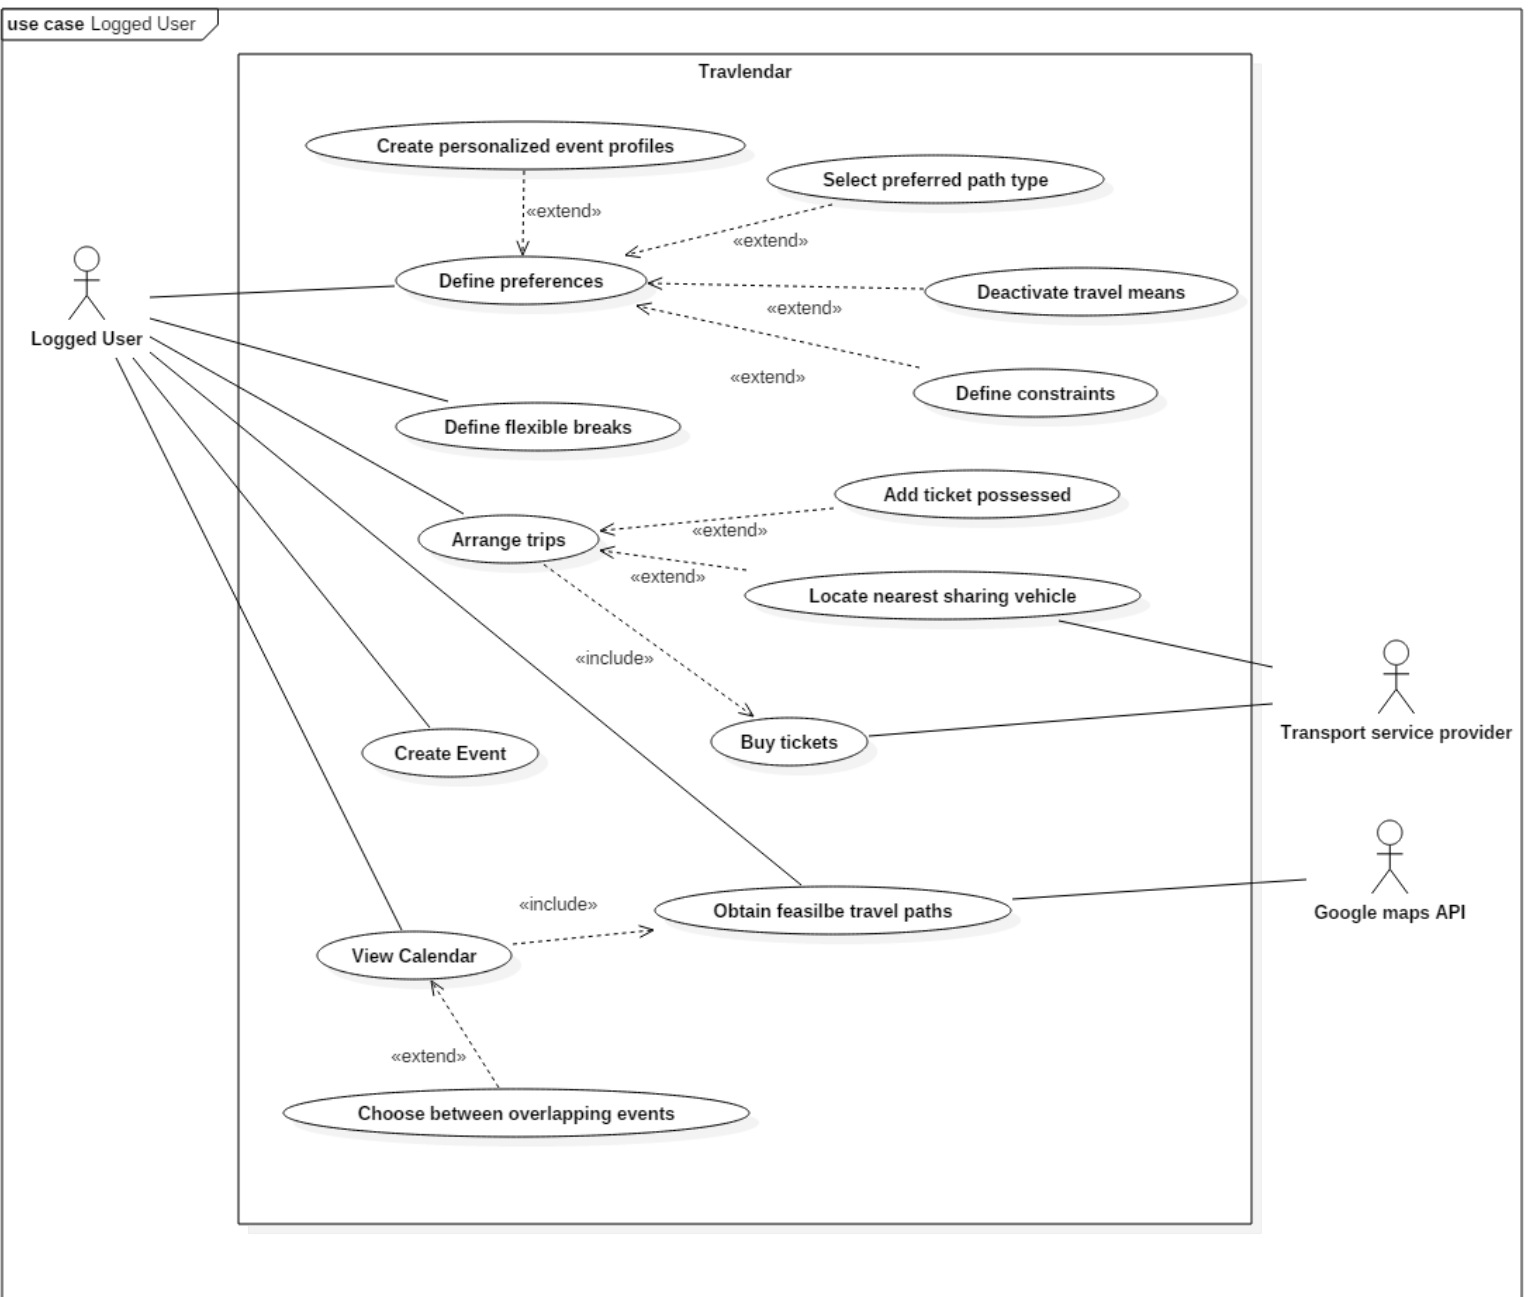 use case Logged User
Travlendar
Create personalized event profiles
Select preferred path type
«extend»
«extend»
Define preferences
Deactivate travel means
«extend»
Logged User
«extend»
Define constraints
Define flexible breaks
Add ticket possessed
«extend»
Arrange trips
«extend»
Locate nearest sharing vehicle
«include»
Transport service provider
Buy tickets
Create Event
«include»
Obtain feasilbe travel paths
Google maps API
View Calendar
«extend»
Choose between overlapping events